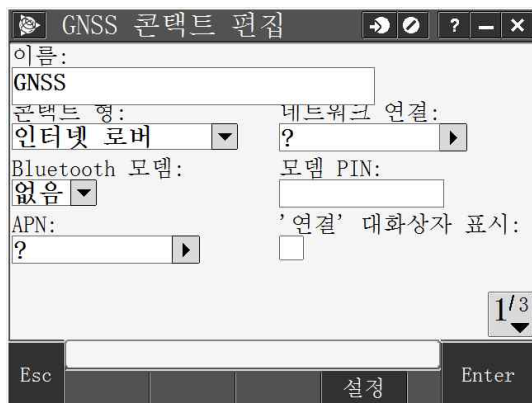 GNSS 콘택트 편집 ? – ×
이름:
GNSS
콘택트 형: 네트워크 연결:
인터넷 로버 ?
Bluetooth 모뎀: 모뎀 PIN:
없음
APN: '연결' 대화상자 표시:
?
1/3
Esc 설정 Enter